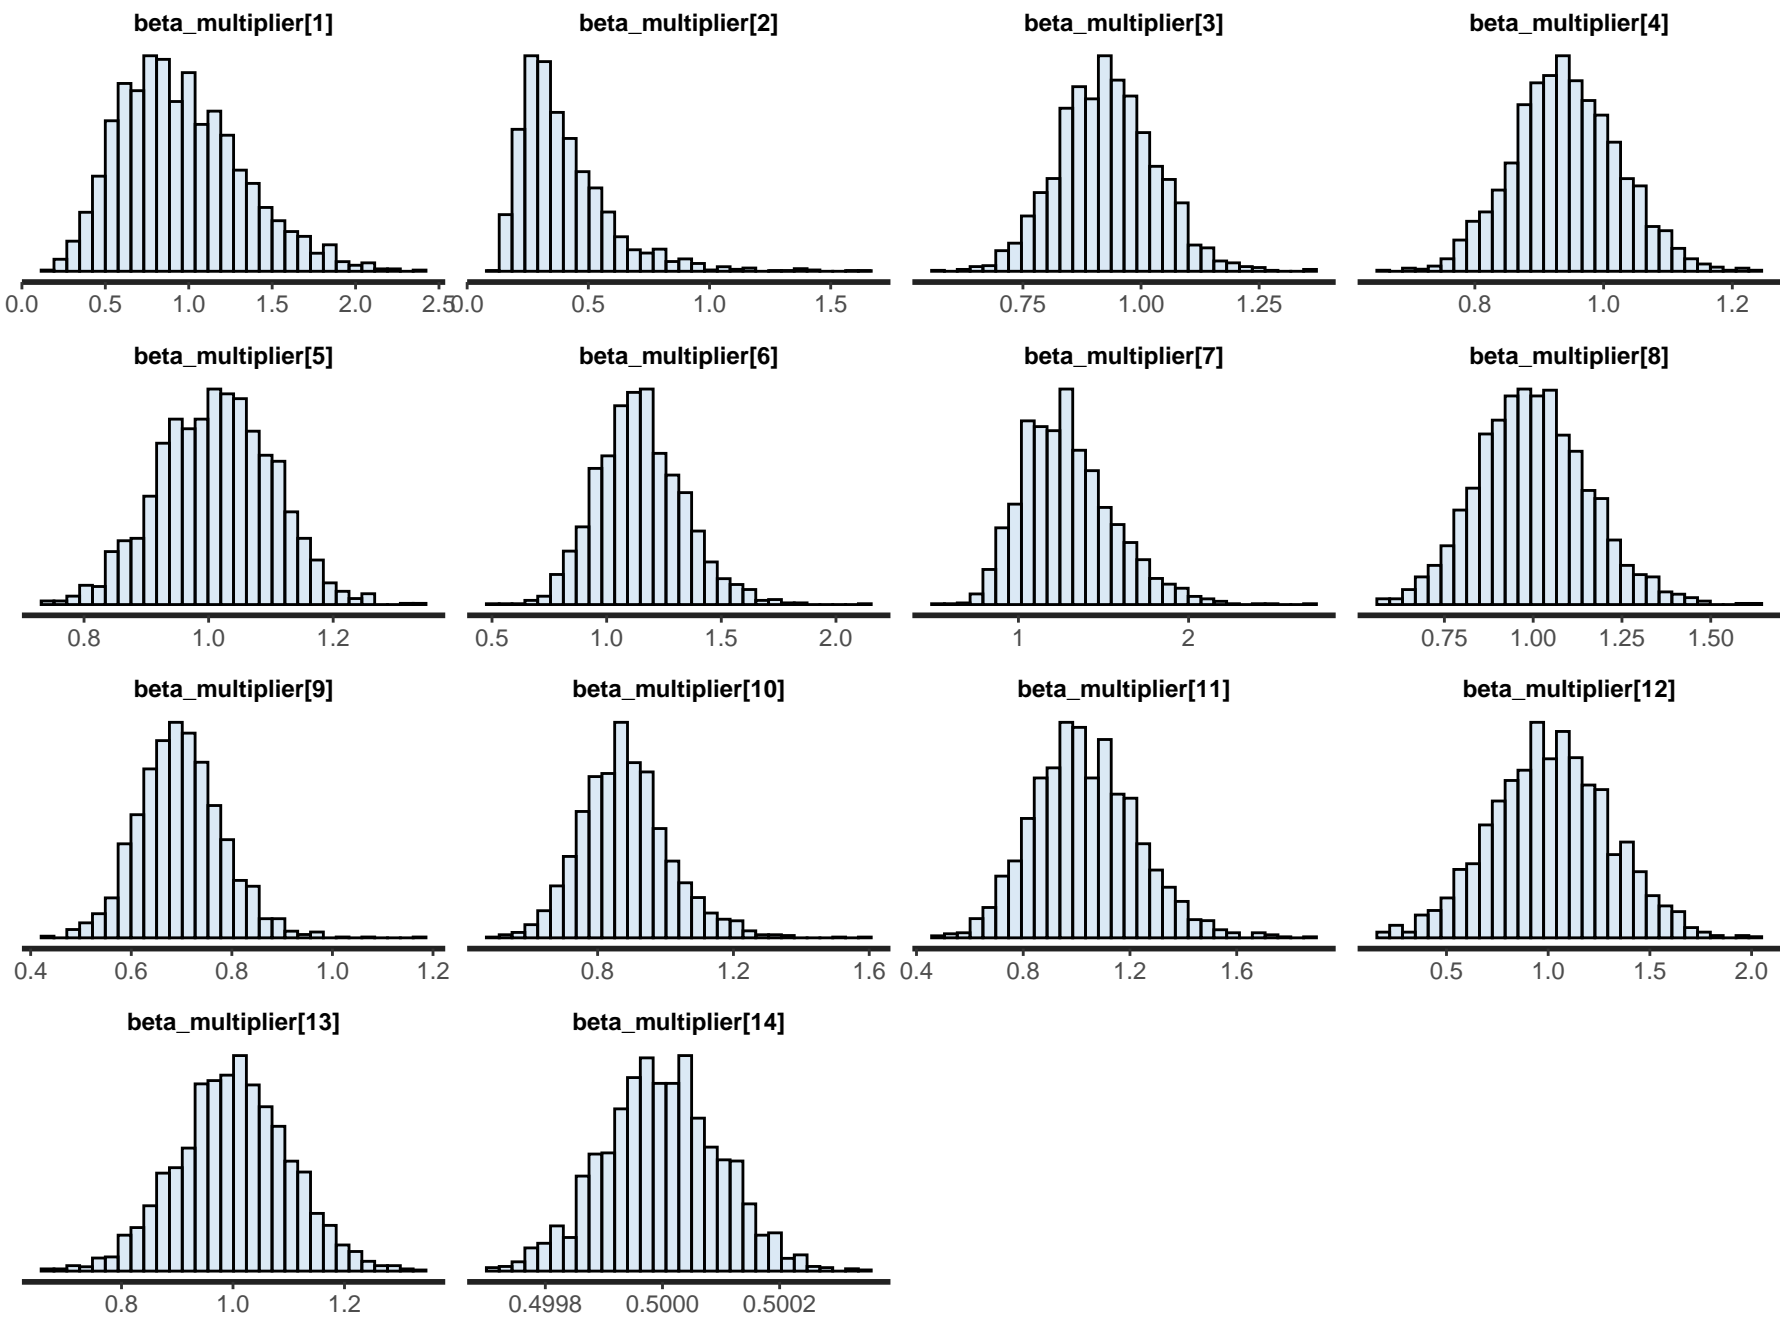 beta_multiplier[1] beta_multiplier[2] beta_multiplier[3] beta_multiplier[4]
0.0 0.5 1.0 1.5 2.0 2.5 0.0 0.5 1.0 1.5 0.75 1.00 1.25 0.8 1.0 1.2
beta_multiplier[5] beta_multiplier[6] beta_multiplier[7] beta_multiplier[8]
0.8 1.0 1.2 0.5 1.0 1.5 2.0 1 2 0.75 1.00 1.25 1.50
beta_multiplier[9] beta_multiplier[10] beta_multiplier[11] beta_multiplier[12]
0.4 0.6 0.8 1.0 1.2 0.8 1.2 1.6 0.4 0.8 1.2 1.6 0.5 1.0 1.5 2.0
beta_multiplier[13] beta_multiplier[14]
0.8 1.0 1.2 0.4998 0.5000 0.5002